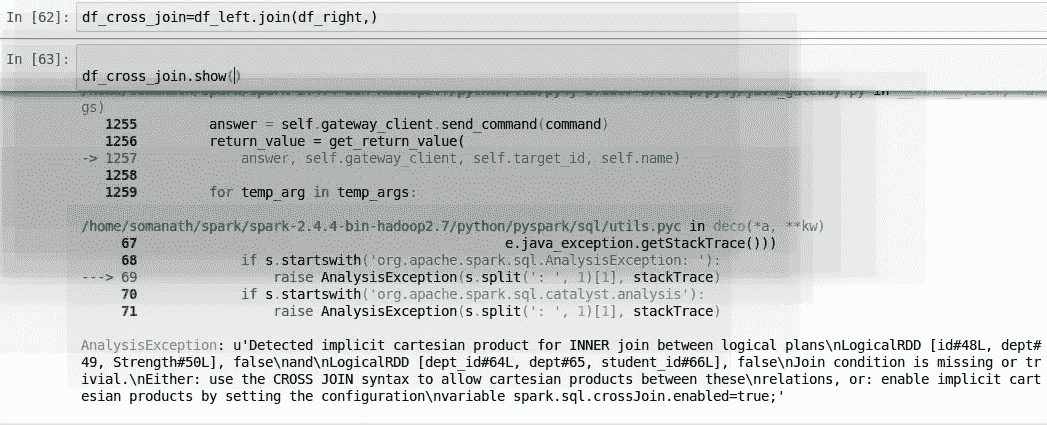 In [62]: df_cross_join=df_left.join(df_right,)
In [63]:
df_cross_join.show()
gs)
1255 answer = self.gateway_client.send_command(command)
1256 return_value = get_return_value(
-> 1257 answer, self.gateway_client, self.target_id, self.name)
1258
1259 for temp_arg in temp_args:
/home/somanath/spark/spark-2.4.4-bin-hadoop2.7/python/pyspark/sql/utils.pyc in deco(*a, **kw)
67 e.java_exception.getStackTrace()))
68 if s.startswith('org.apache.spark.sql.AnalysisException: '):
---> 69 raise AnalysisException(s.split(': ', 1)[1], stackTrace)
70 if s.startswith('org.apache.spark.sql.catalyst.analysis'):
71 raise AnalysisException(s.split(': ', 1)[1], stackTrace)
AnalysisException: u'Detected implicit cartesian product for INNER join between logical plans\nLogicalRDD [id#48L, dept#
49, Strength#50L], false\nand\nLogicalRDD [dept_id#64L, dept#65, student_id#66L], false\nJoin condition is missing or tr
ivial.\nEither: use the CROSS JOIN syntax to allow cartesian products between these\nrelations, or: enable implicit cart
esian products by setting the configuration\nvariable spark.sql.crossJoin.enabled=true;'